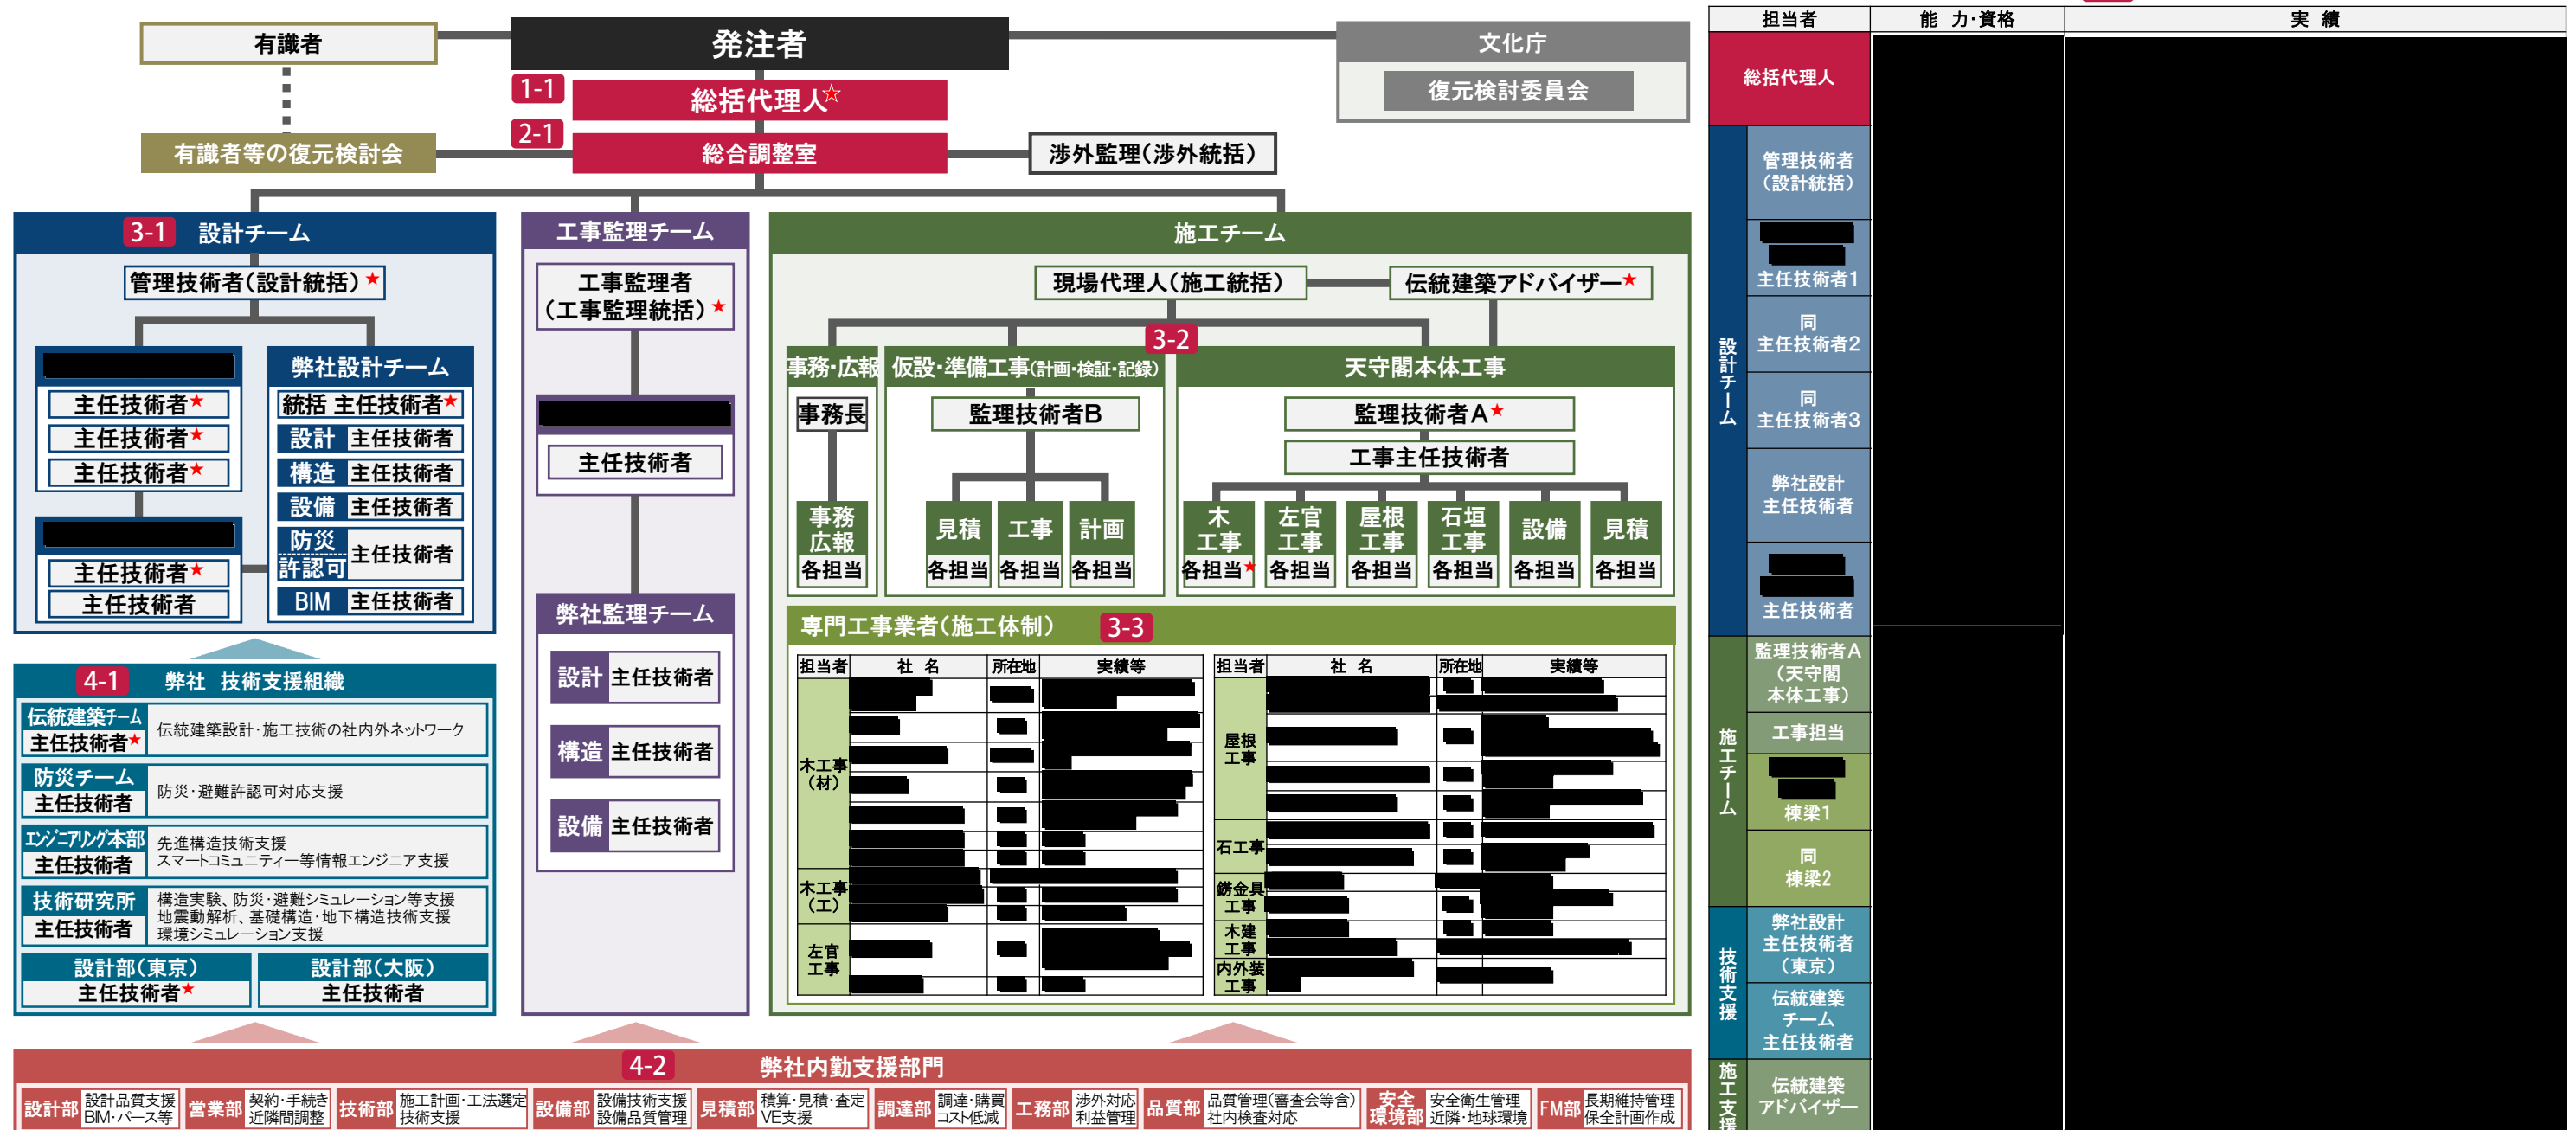 有識者
発注者
文化庁
復元検討委員会
1-1
総括代理人☆
2-1
有識者等の復元検討会
総合調整室
渉外監理(渉外統括)
3-1 設計チーム
管理技術者(設計統括)★
主任技術者★
主任技術者★
主任技術者★
主任技術者★
主任技術者
弊社設計チーム
統括 主任技術者★
設計 主任技術者
構造 主任技術者
設備 主任技術者
防災
許認可
主任技術者
BIM 主任技術者
工事監理チーム
工事監理者
(工事監理統括)★
主任技術者
弊社監理チーム
設計 主任技術者
構造 主任技術者
設備 主任技術者
施工チーム
現場代理人(施工統括)
伝統建築アドバイザー★
3-2
事務・広報
事務長
事務
広報
各担当
仮設・準備工事(計画・検証・記録)
監理技術者B
見積 工事 計画
各担当 各担当 各担当
天守閣本体工事
監理技術者A★
工事主任技術者
木
工事
各担当★
左官
工事
各担当
屋根
工事
各担当
石垣
工事
各担当
設備
各担当
見積
各担当
専門工事業者(施工体制) 3-3
担当者 社 名 所在地 実績等
木工事
(材)
木工事
(工)
左官
工事
担当者 社 名 所在地 実績等
屋根
工事
石工事
錺金具
工事
木建
工事
内外装
工事
4-1 弊社 技術支援組織
伝統建築チーム
主任技術者★
伝統建築設計・施工技術の社内外ネットワーク
防災チーム
主任技術者
防災・避難許認可対応支援
エンジニアリング本部
主任技術者
先進構造技術支援
スマートコミュニティー等情報エンジニア支援
技術研究所
主任技術者
構造実験、防災・避難シミュレーション等支援
地震動解析、基礎構造・地下構造技術支援
環境シミュレーション支援
設計部(東京)
主任技術者★
設計部(大阪)
主任技術者
4-2 弊社内勤支援部門
設計部
設計品質支援
BIM・パース等
営業部
契約・手続き
近隣間調整
技術部
施工計画・工法選定
技術支援
設備部
設備技術支援
設備品質管理
見積部
積算・見積・査定
VE支援
調達部
調達・購買
コスト低減
工務部
渉外対応
利益管理
品質部
品質管理(審査会等含)
社内検査対応
安全
環境部
安全衛生管理
近隣・地球環境
FM部
長期維持管理
保全計画作成
担当者 能 力・資格 実 績
総括代理人
設計チーム
管理技術者
(設計統括)
主任技術者1
同
主任技術者2
同
主任技術者3
弊社設計
主任技術者
主任技術者
施工チーム
監理技術者A
(天守閣
本体工事)
工事担当
棟梁1
同
棟梁2
技術支援
弊社設計
主任技術者
(東京)
伝統建築
チーム
主任技術者
施工支援
伝統建築
アドバイザー